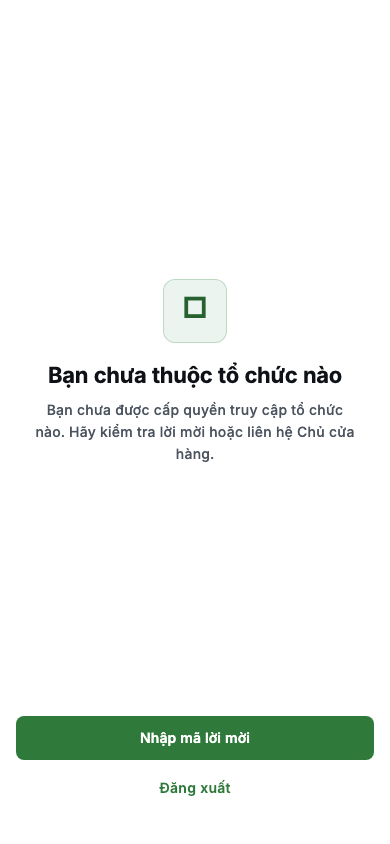 Bạn chưa thuộc tổ chức nào
Bạn chưa được cấp quyền truy cập tổ chức
nào. Hãy kiểm tra lời mời hoặc liên hệ Chủ cửa
hàng.
Nhập mã lời mời
Đăng xuất